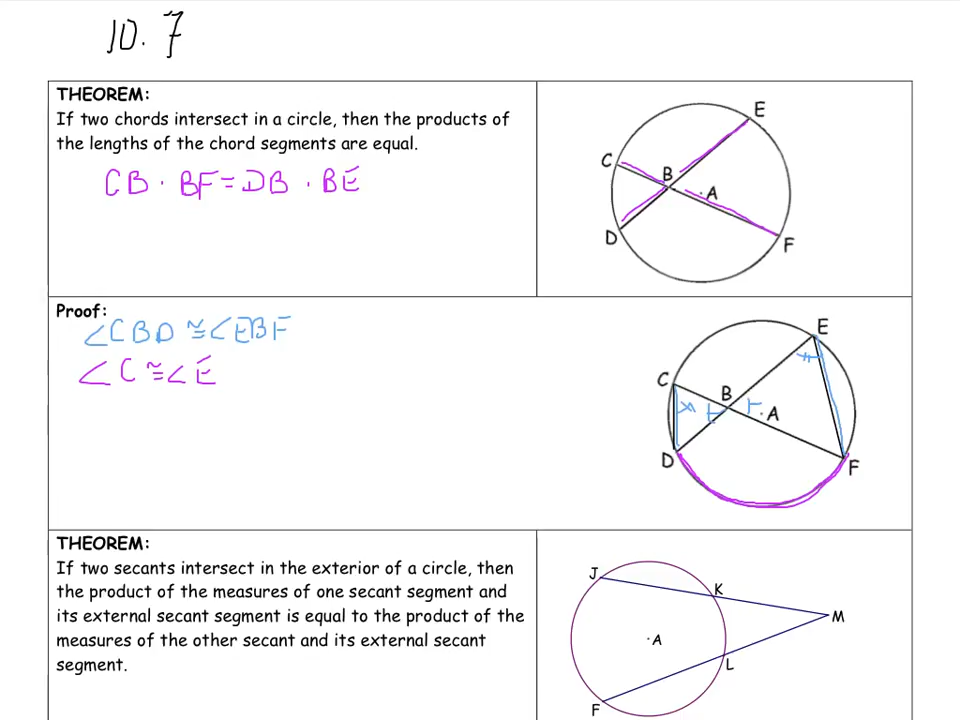 10.7
THEOREM:
If two chords intersect in a circle, then the products of
the lengths of the chord segments are equal.
CB · BF = DB · BE
E
C
B
A
D
F
Proof:
∠CBD ≅ ∠EBF
∠C ≅ ∠E
E
C
B
A
D
F
THEOREM:
If two secants intersect in the exterior of a circle, then
the product of the measures of one secant segment and
its external secant segment is equal to the product of the
measures of the other secant and its external secant
segment.
J
K
M
A
L
F